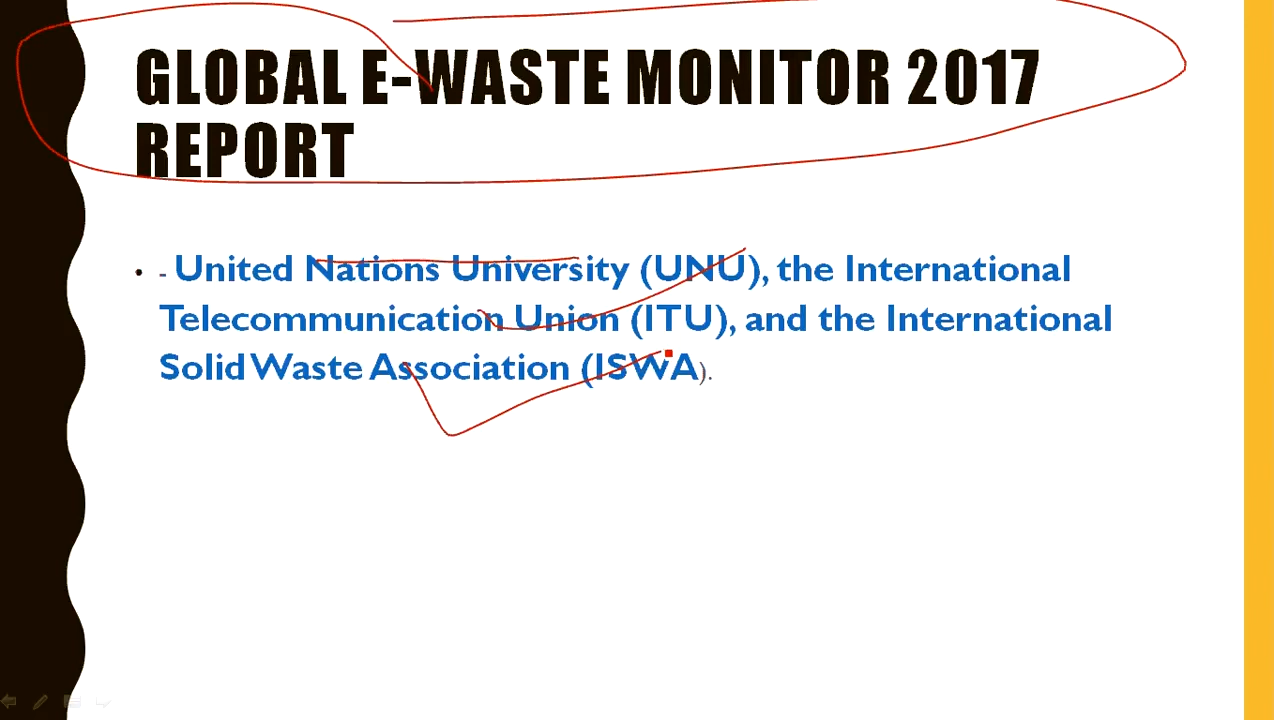 GLOBAL E-WASTE MONITOR 2017
REPORT
• - United Nations University (UNU), the International
Telecommunication Union (ITU), and the International
Solid Waste Association (ISWA).